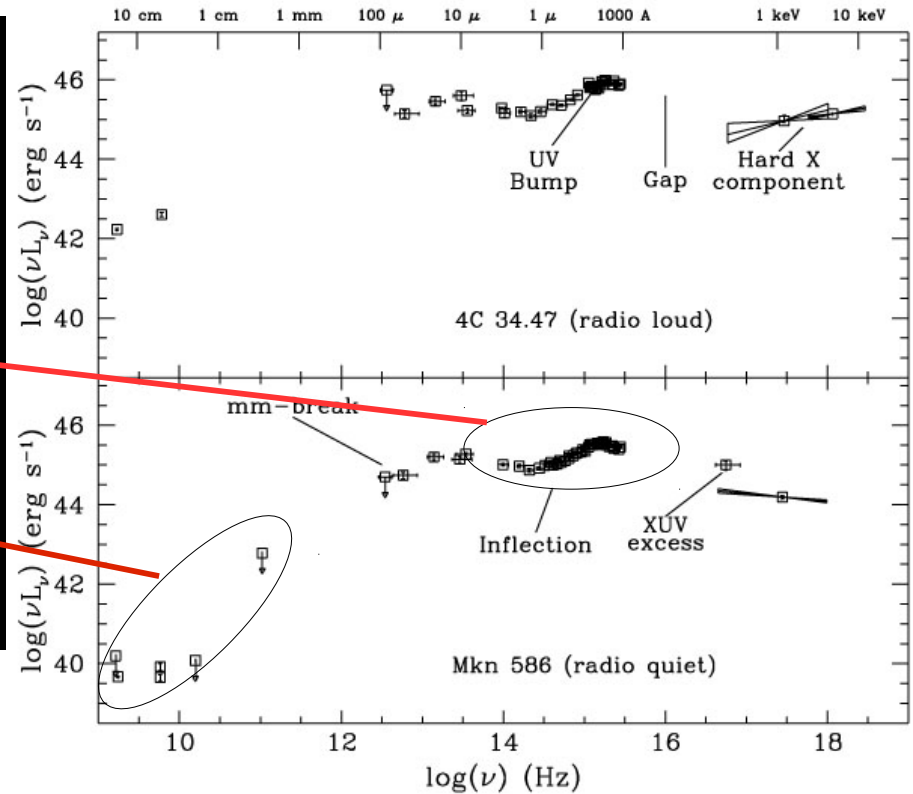 10 cm 1 cm 1 mm 100 μ 10 μ 1 μ 1000 A 1 keV 10 keV
46
44
42
40
log(νLν) (erg s⁻¹)
UV
Bump
Gap
Hard X
component
4C 34.47 (radio loud)
mm-break
46
44
42
40
log(νLν) (erg s⁻¹)
Inflection
XUV
excess
Mkn 586 (radio quiet)
10 12 14 16 18
log(ν) (Hz)